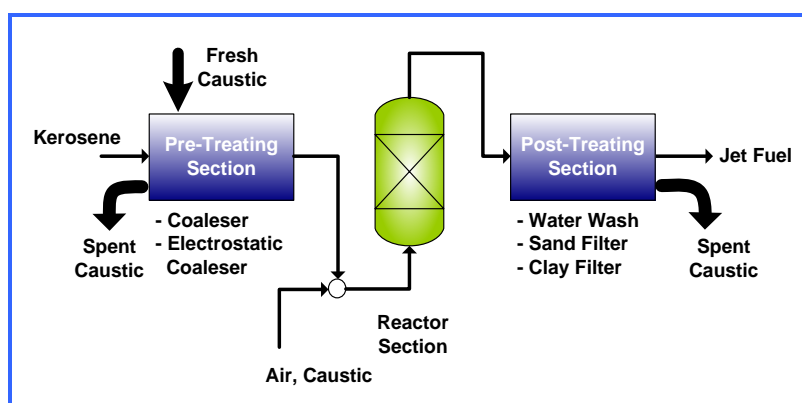 Fresh
Caustic
Kerosene
Pre-Treating
Section
Spent
Caustic
- Coaleser
- Electrostatic
Coaleser
Air, Caustic
Reactor
Section
Post-Treating
Section
Jet Fuel
- Water Wash
- Sand Filter
- Clay Filter
Spent
Caustic